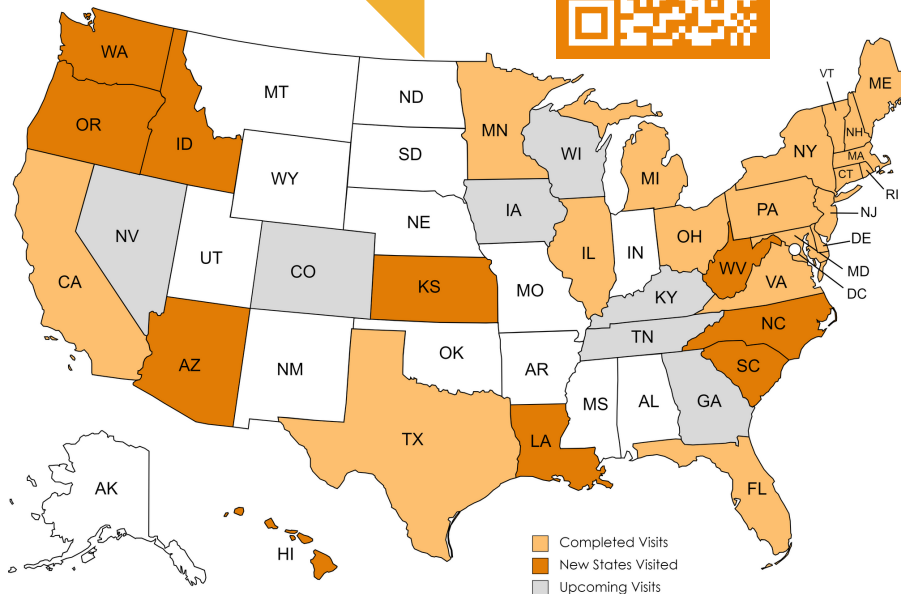 WA
MT
ND
OR
ID
MN
VT
ME
SD
WI
NH
WY
NY
MA
MI
CT
RI
NE
IA
PA
NJ
NV
UT
CO
IL
IN
OH
DE
CA
KS
MO
WV
VA
MD
KY
DC
TN
NC
AZ
NM
OK
AR
SC
MS
AL
GA
TX
LA
AK
FL
HI
Completed Visits
New States Visited
Upcoming Visits